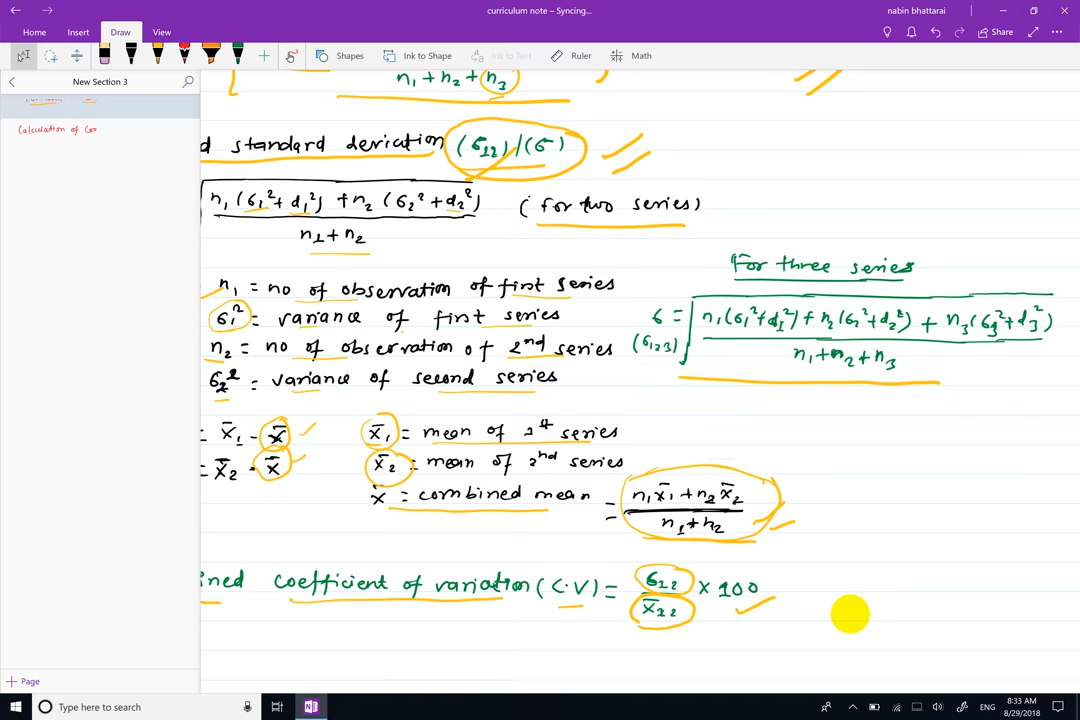 curriculum note - Syncing...
nabin bhattarai
Home Insert Draw View
Share
Shapes Ink to Shape Ink to Text Ruler Math
New Section 3
Calculation of
n₁ + n₂ + n₃
d standard deviation (σ₁₂)/(σ)
n₁(σ₁²+d₁²) + n₂(σ₂²+d₂²) (for two series)
n₁+n₂
For three series
n₁ = no of observation of first series
σ₁² = variance of first series
σ = n₁(σ₁²+d₁²) + n₂(σ₂²+d₂²) + n₃(σ₃²+d₃²)
(σ₁₂₃) n₁+n₂+n₃
n₂ = no of observation of 2nd series
σ₂² = variance of second series
= x̄₁ - x̄ x̄₁ = mean of 1st series
= x̄₂ - x̄ x̄₂ = mean of 2nd series
x̄ = combined mean = n₁x̄₁ + n₂x̄₂
n₁+n₂
ined coefficient of variation (C.V) = σ₁₂ × 100
x̄₁₂
Page
Type here to search
ENG
8:33 AM
8/29/2018